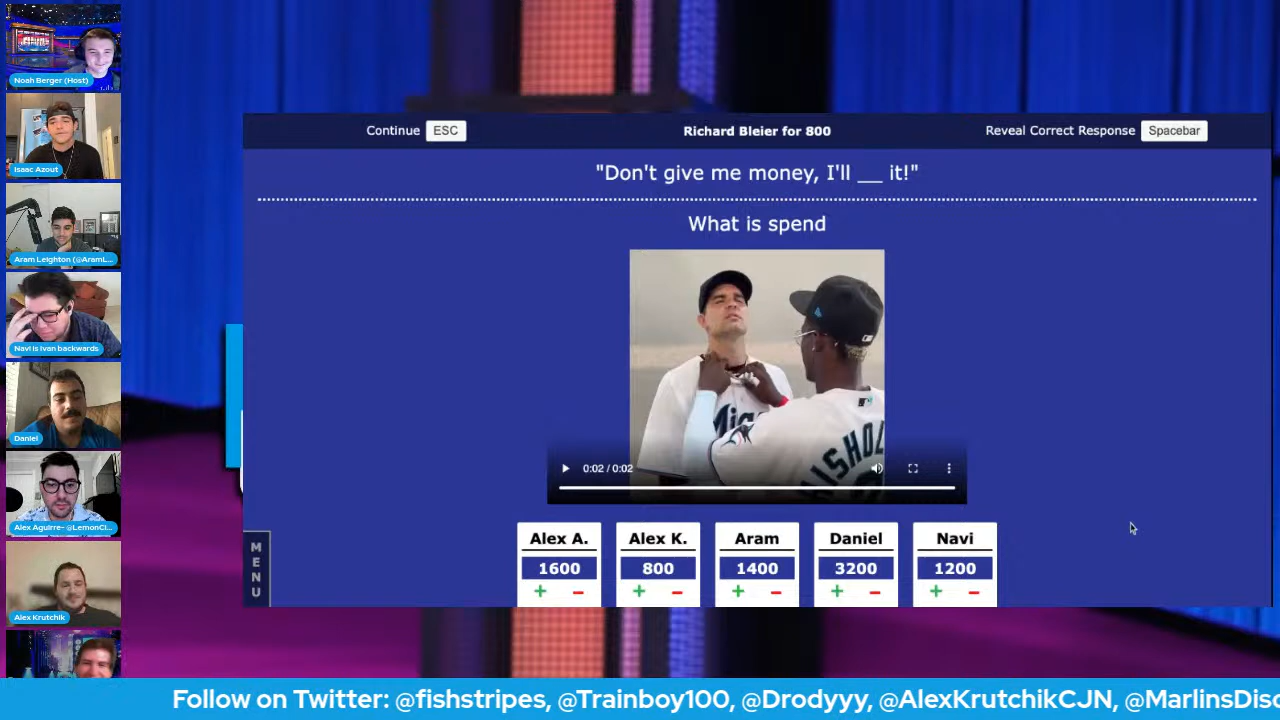 Noah Berger (Host)
Isaac Azout
Aram Leighton (@AramL...
Navi is Ivan backwards
Daniel
Alex Aguirre- @LemonCi...
Alex Krutchik
Continue ESC
Richard Bleier for 800
Reveal Correct Response Spacebar
"Don't give me money, I'll __ it!"
What is spend
0:02 / 0:02
MENU
Alex A.
1600
+ −
Alex K.
800
+ −
Aram
1400
+ −
Daniel
3200
+ −
Navi
1200
+ −
Follow on Twitter: @fishstripes, @Trainboy100, @Drodyyy, @AlexKrutchikCJN, @MarlinsDisc